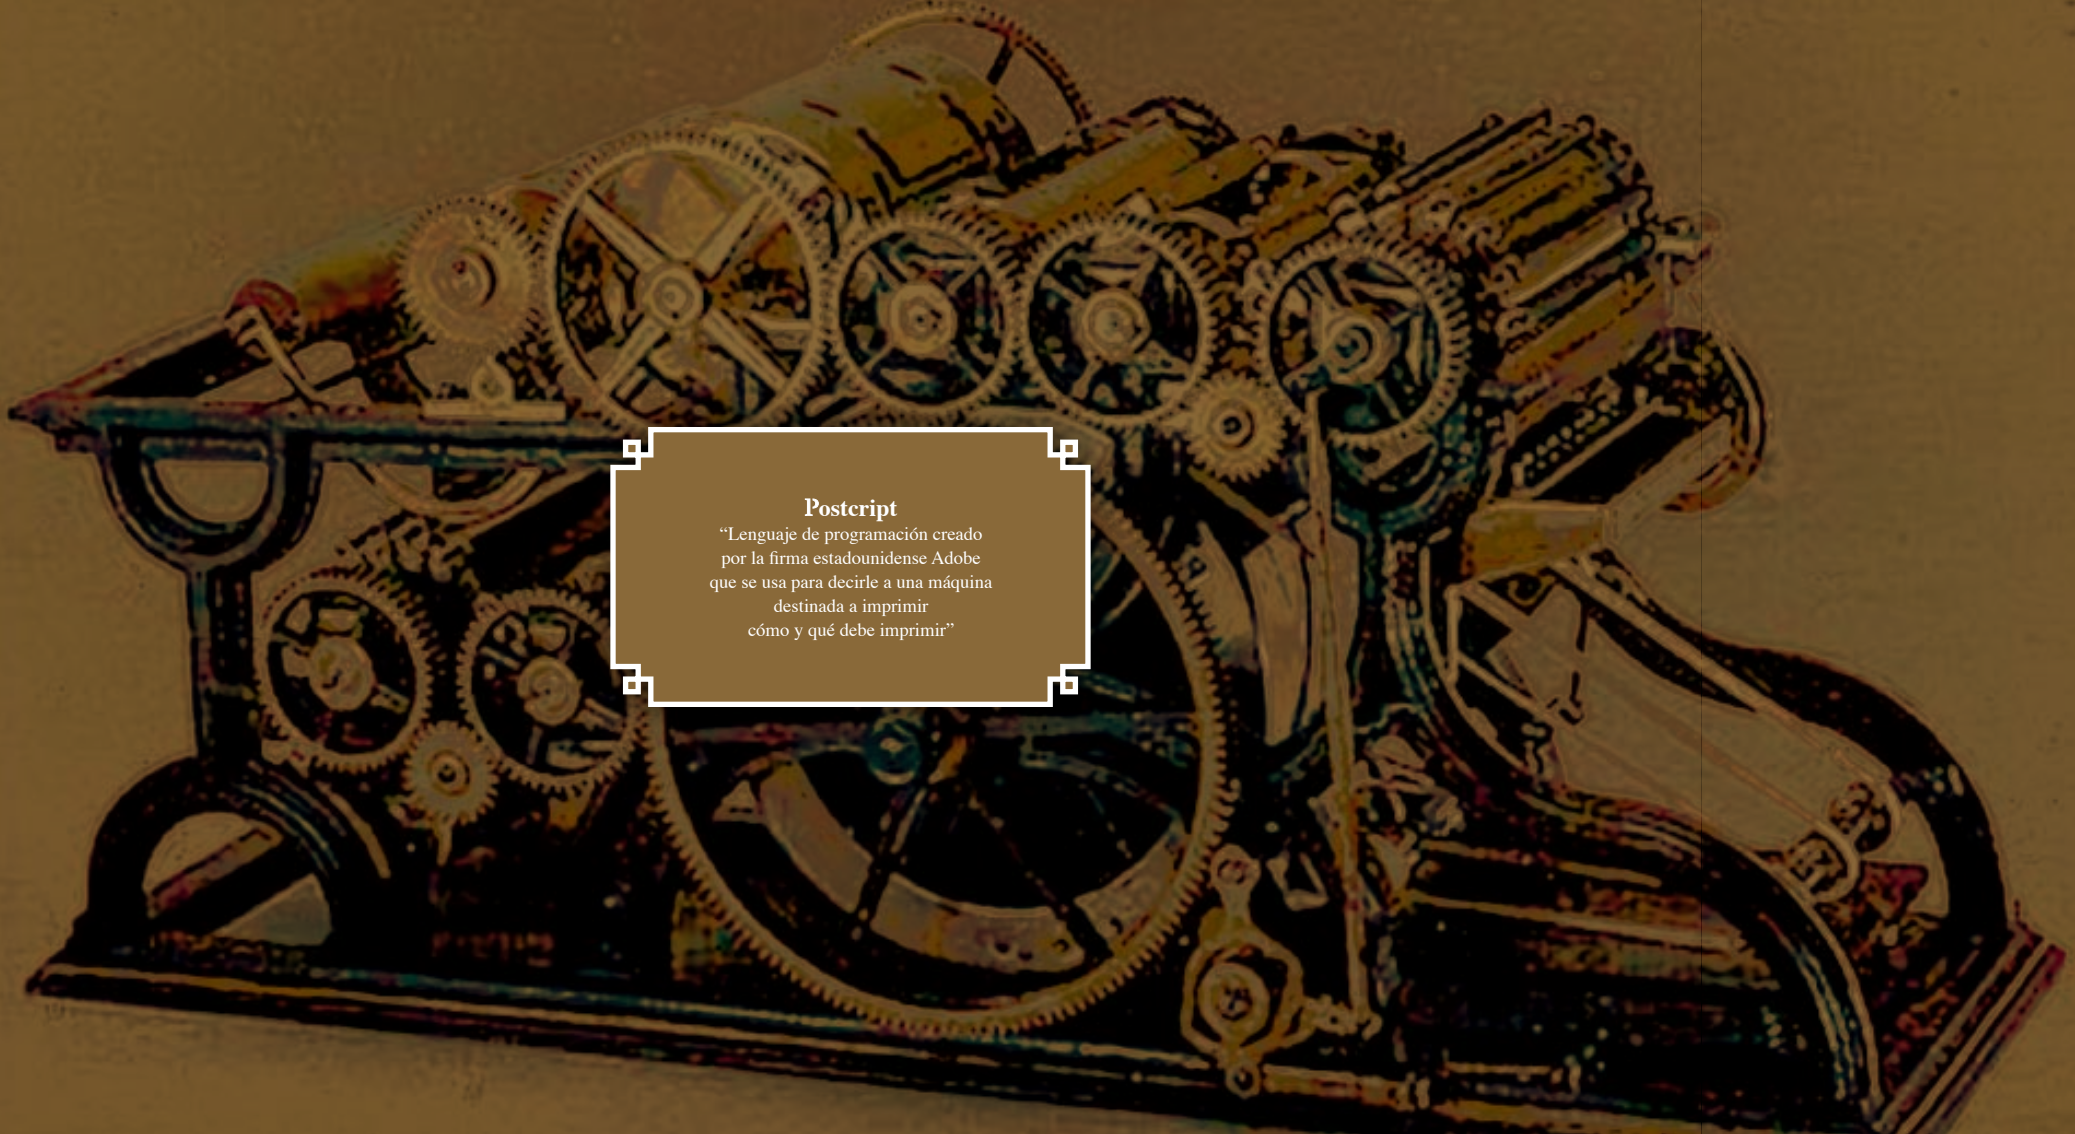 Postcript
“Lenguaje de programación creado
por la firma estadounidense Adobe
que se usa para decirle a una máquina
destinada a imprimir
cómo y qué debe imprimir”